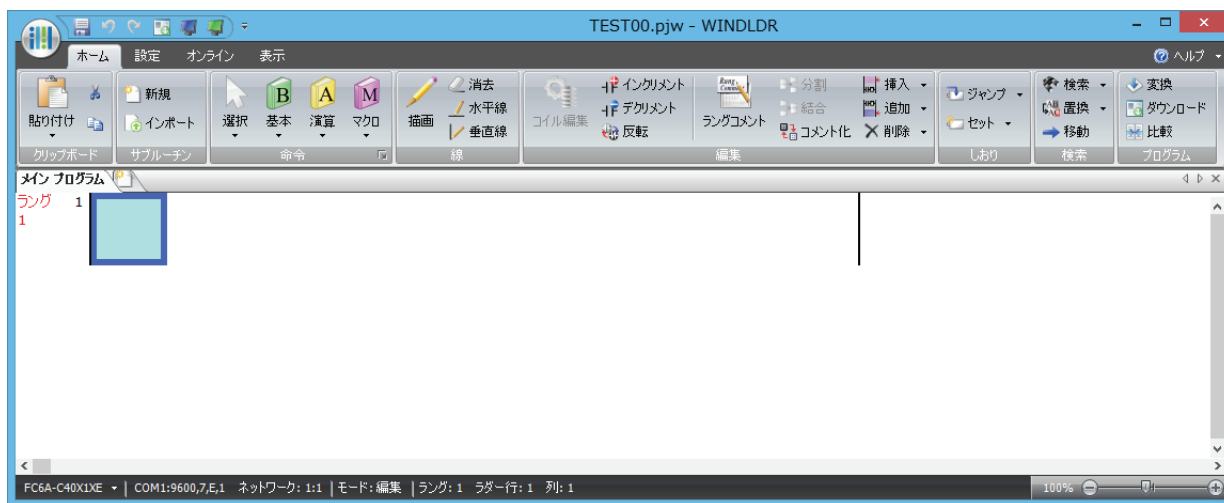 TEST00.pjw - WINDLDR
ホーム 設定 オンライン 表示 ヘルプ
貼り付け
クリップボード
新規
インポート
サブルーチン
選択 基本 演算 マクロ
B A M
命令
描画
消去
水平線
垂直線
線
コイル編集
インクリメント
デクリメント
反転
Rung Comment
ラングコメント
分割
結合
コメント化
挿入
追加
削除
編集
ジャンプ
セット
しおり
検索
置換
移動
検索
変換
ダウンロード
比較
プログラム
メイン プログラム
ラング 1
1
FC6A-C40X1XE COM1:9600,7,E,1 ネットワーク: 1:1 モード: 編集 ラング: 1 ラダー行: 1 列: 1 100%